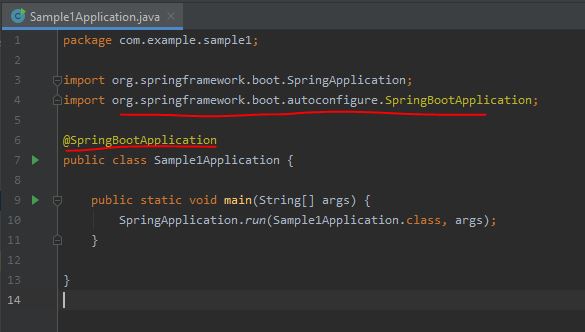 Sample1Application.java
1 package com.example.sample1;
2
3 import org.springframework.boot.SpringApplication;
4 import org.springframework.boot.autoconfigure.SpringBootApplication;
5
6 @SpringBootApplication
7 public class Sample1Application {
8
9 public static void main(String[] args) {
10 SpringApplication.run(Sample1Application.class, args);
11 }
12
13 }
14